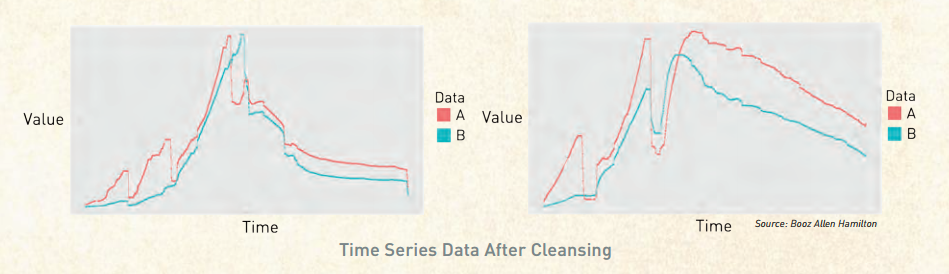 Value
Data
A
B
Time
Value
Data
A
B
Time
Source: Booz Allen Hamilton
Time Series Data After Cleansing